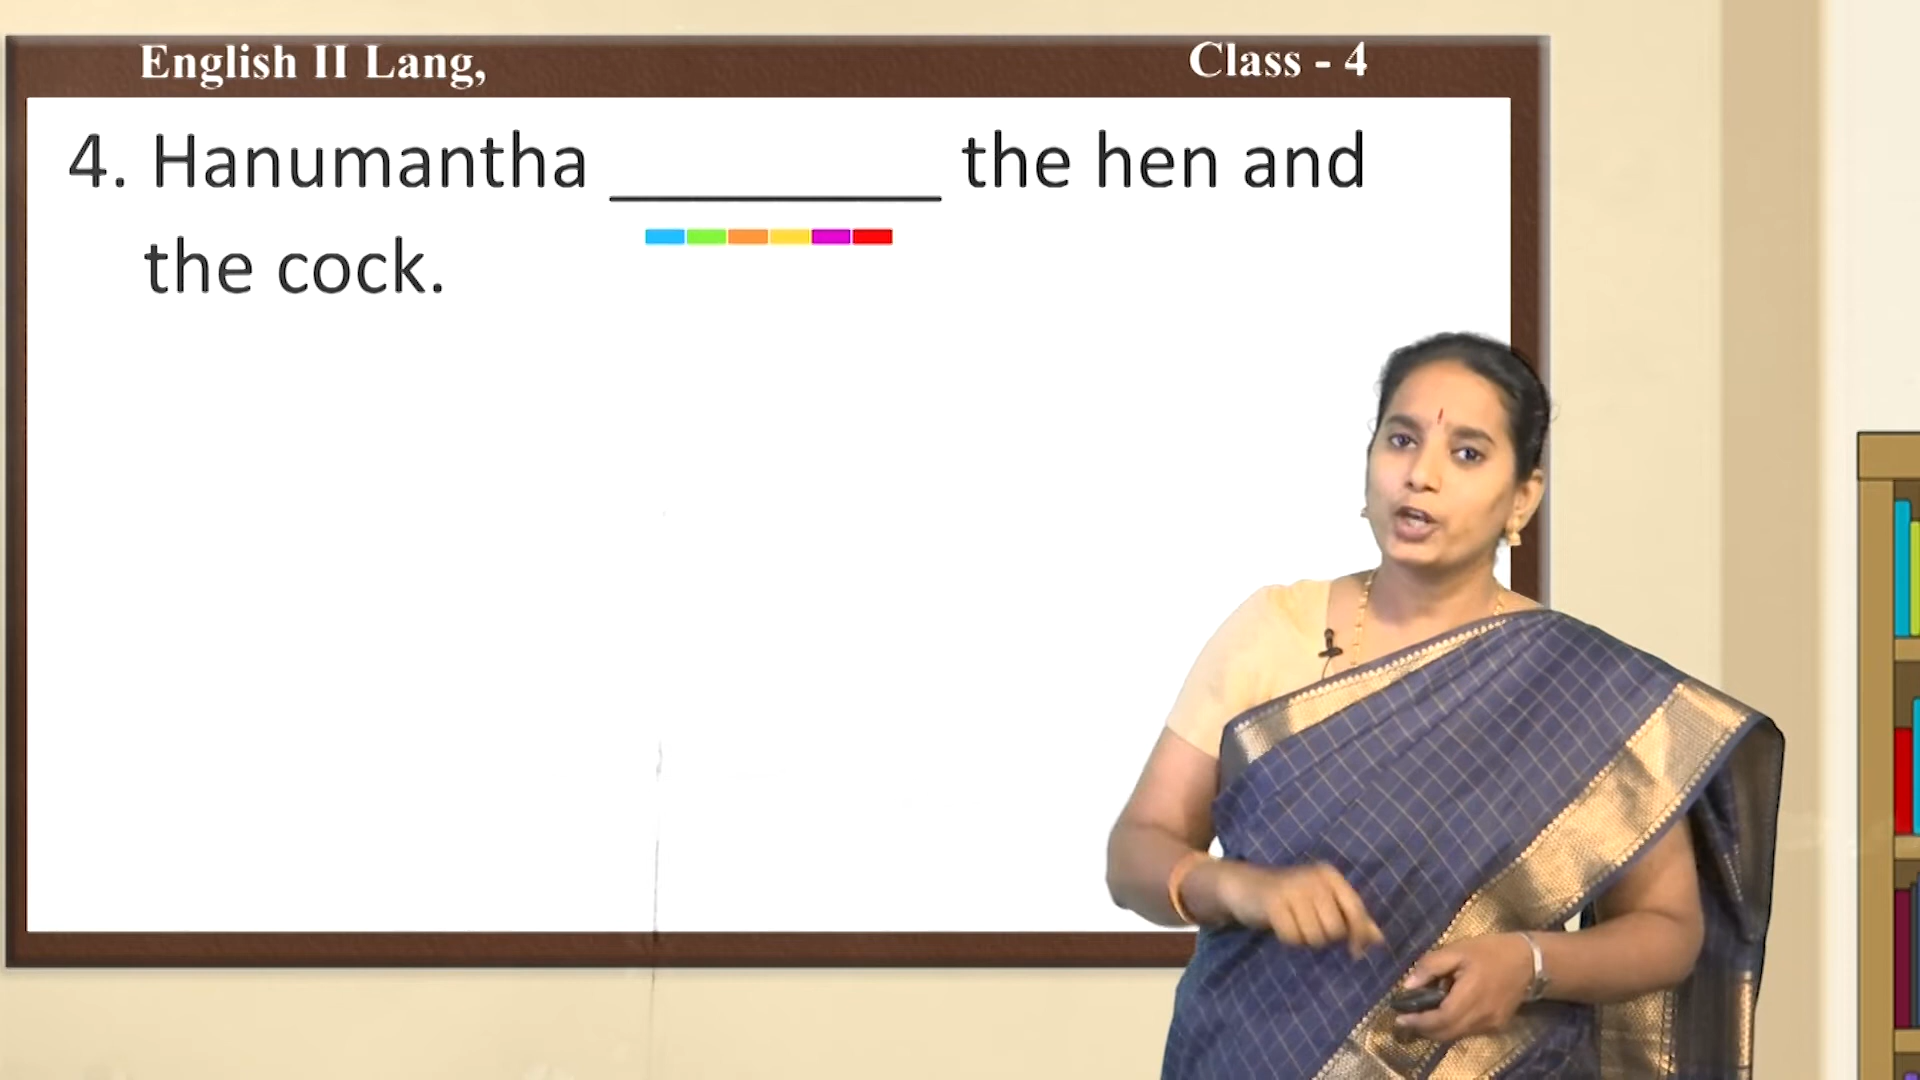 English II Lang,
Class - 4
4. Hanumantha __________ the hen and
the cock.